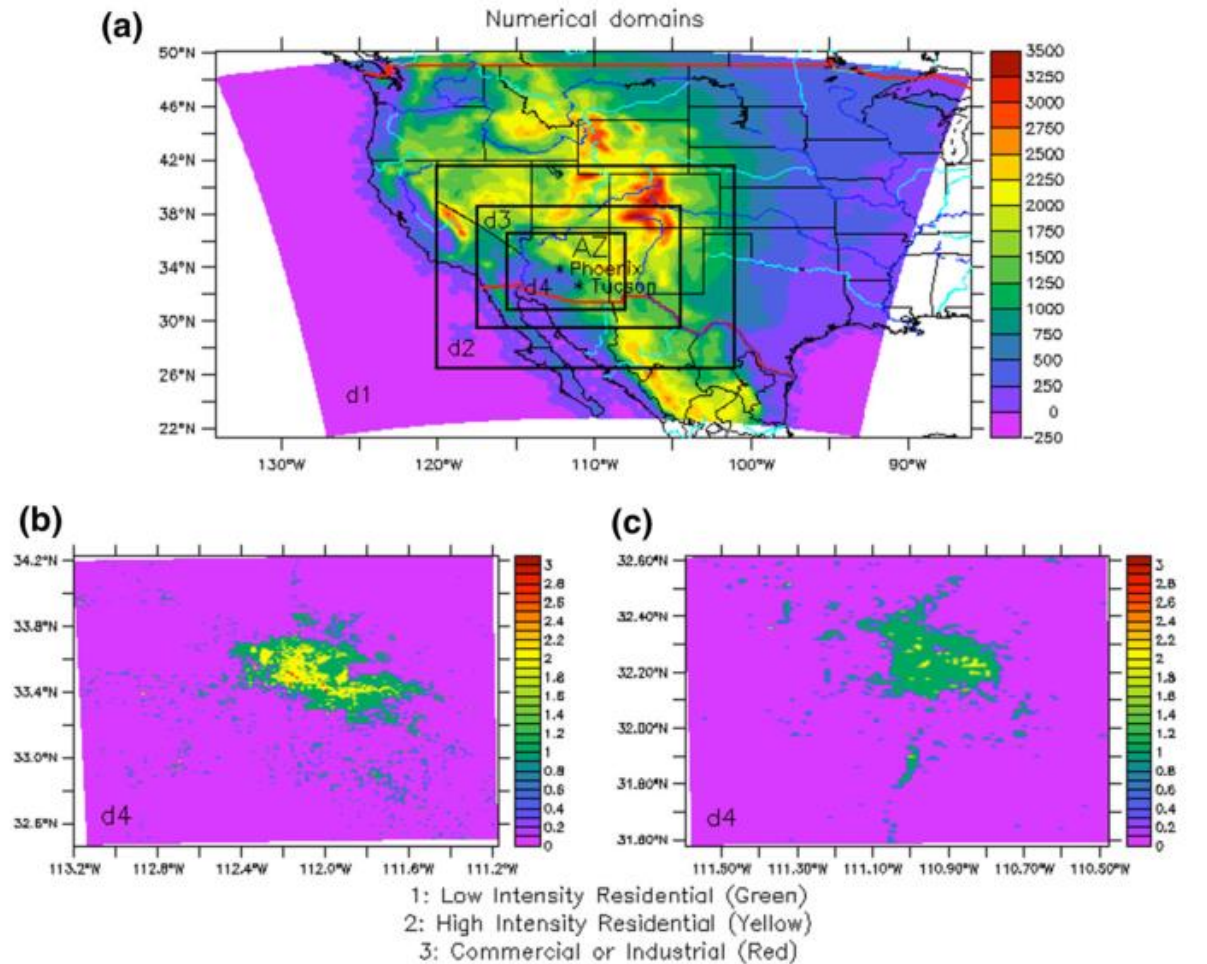 (a)
Numerical domains
50°N
46°N
42°N
38°N
34°N
30°N
26°N
22°N
130°W
120°W
110°W
100°W
90°W
d3
AZ
Phoenix
d4
Tucson
d2
d1
3500
3250
3000
2750
2500
2250
2000
1750
1500
1250
1000
750
500
250
0
-250
(b)
34.2°N
33.8°N
33.4°N
33.0°N
32.6°N
113.2°W
112.8°W
112.4°W
112.0°W
111.6°W
111.2°W
d4
3
2.8
2.6
2.4
2.2
2
1.8
1.6
1.4
1.2
1
0.8
0.6
0.4
0.2
0
(c)
32.60°N
32.40°N
32.20°N
32.00°N
31.80°N
31.60°N
111.50°W
111.30°W
111.10°W
110.90°W
110.70°W
110.50°W
d4
3
2.8
2.6
2.4
2.2
2
1.8
1.6
1.4
1.2
1
0.8
0.6
0.4
0.2
0
1: Low Intensity Residential (Green)
2: High Intensity Residential (Yellow)
3: Commercial or Industrial (Red)